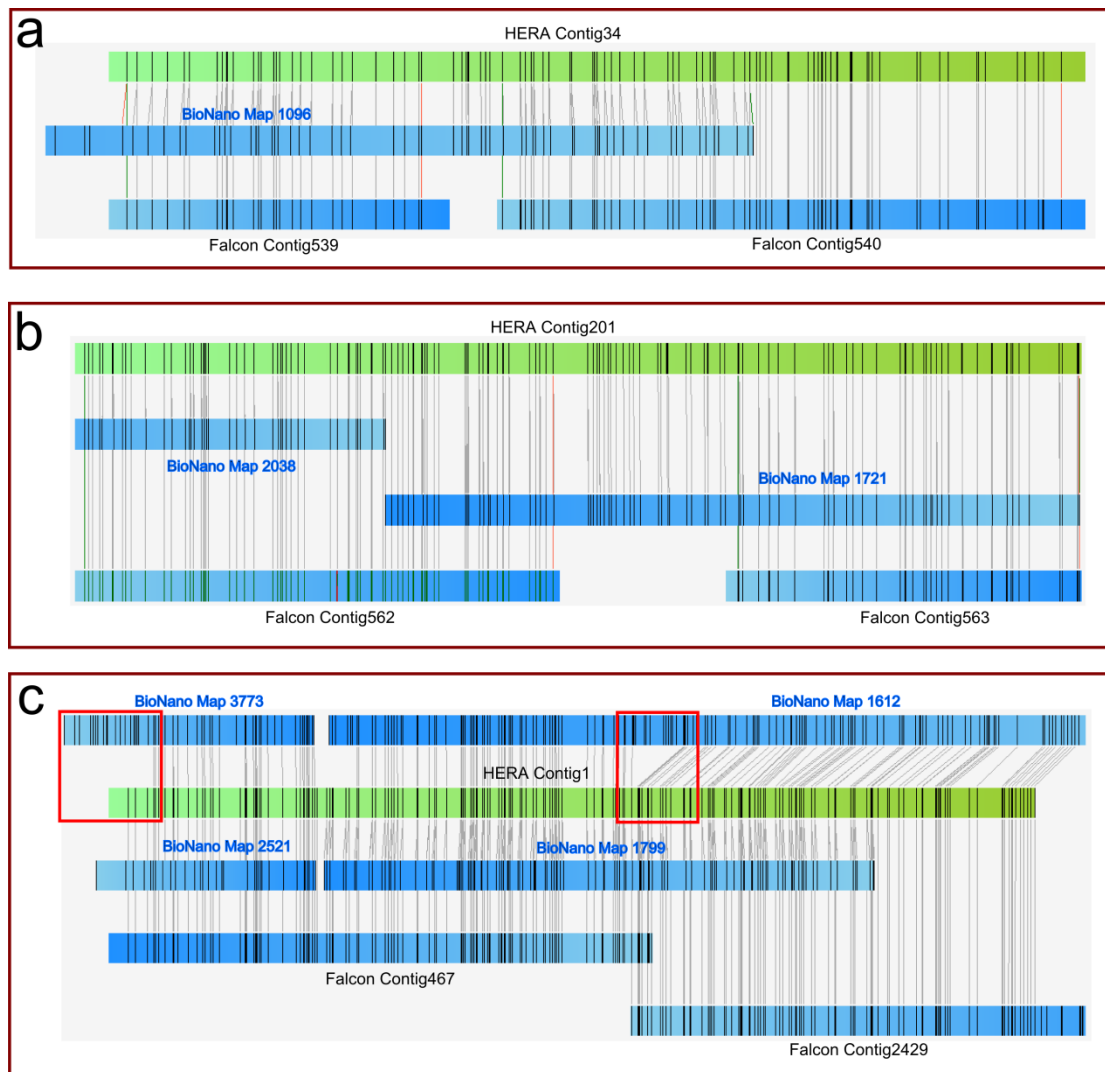 a
HERA Contig34
BioNano Map 1096
Falcon Contig539
Falcon Contig540
b
HERA Contig201
BioNano Map 2038
BioNano Map 1721
Falcon Contig562
Falcon Contig563
c
BioNano Map 3773
BioNano Map 1612
HERA Contig1
BioNano Map 2521
BioNano Map 1799
Falcon Contig467
Falcon Contig2429